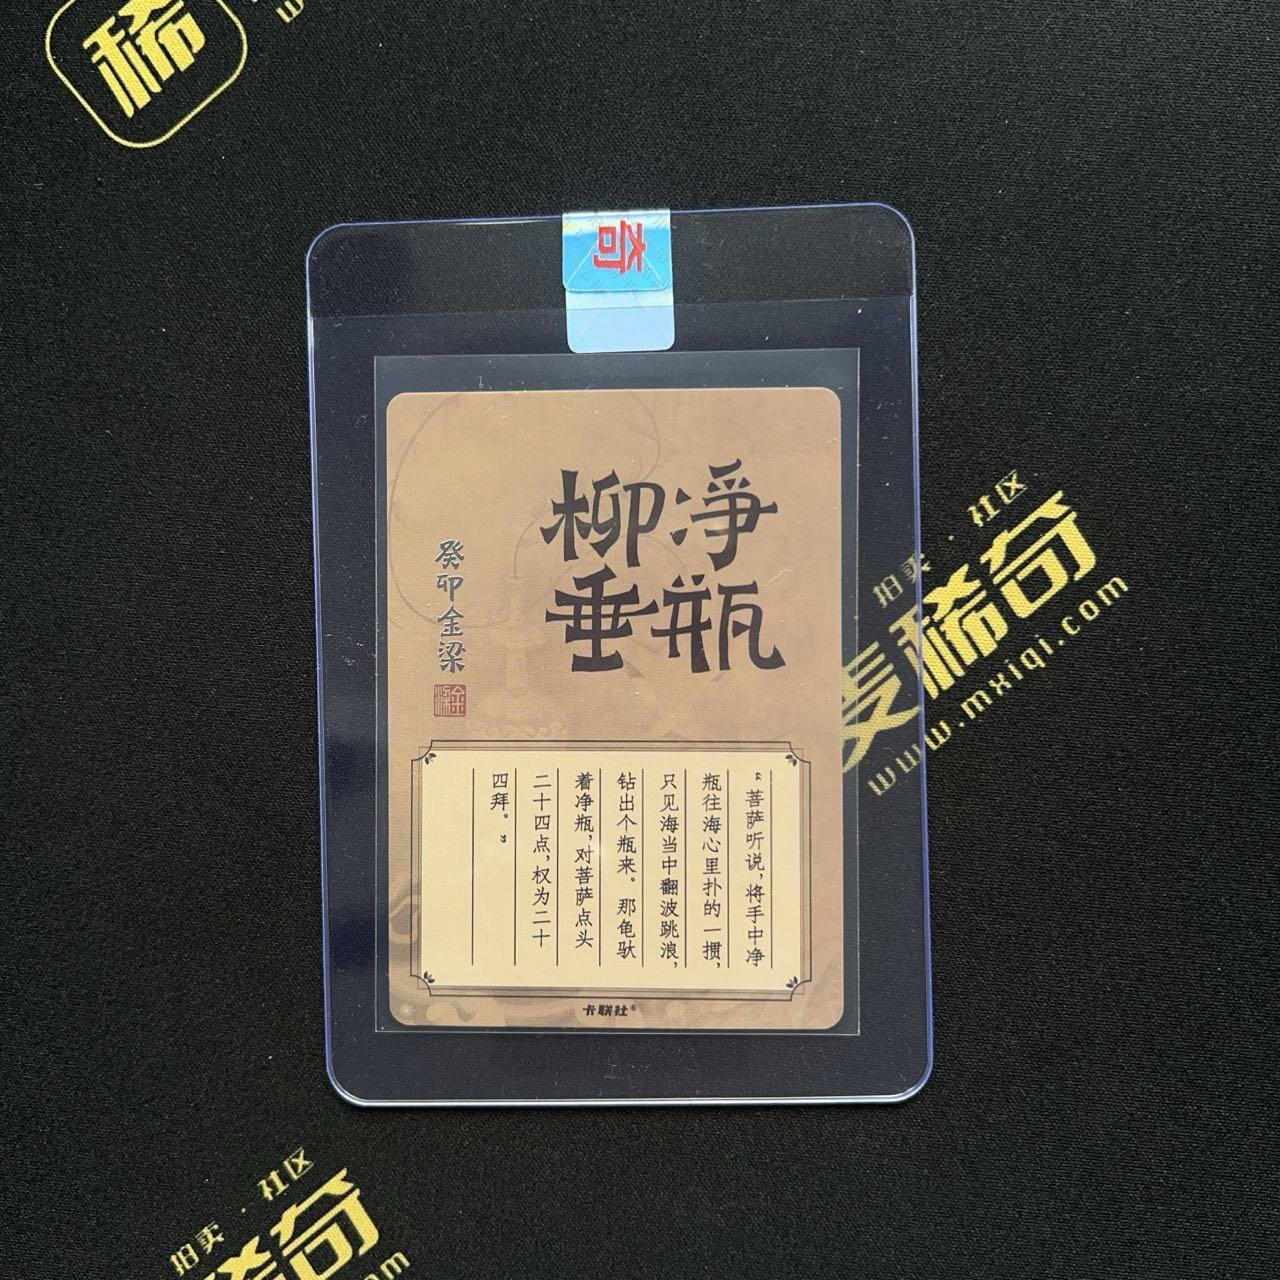 稀
奇
淨瓶
柳垂
癸卯金梁
“菩萨听说，将手中净
瓶往海心里扑的一掼，
只见海当中翻波跳浪，
钻出个瓶来。那龟驮
着净瓶，对菩萨点头
二十四点，权为二十
四拜。”
卡联社®
拍卖·社区
麦稀奇
www.mxiqi.com
拍卖·社区
稀奇
om